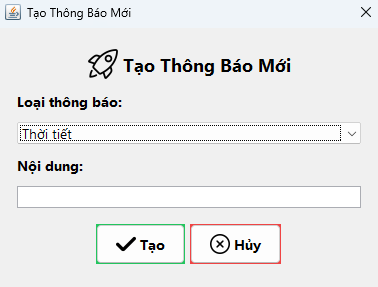 Tạo Thông Báo Mới
Tạo Thông Báo Mới
Loại thông báo:
Thời tiết
Nội dung:
Tạo
Hủy